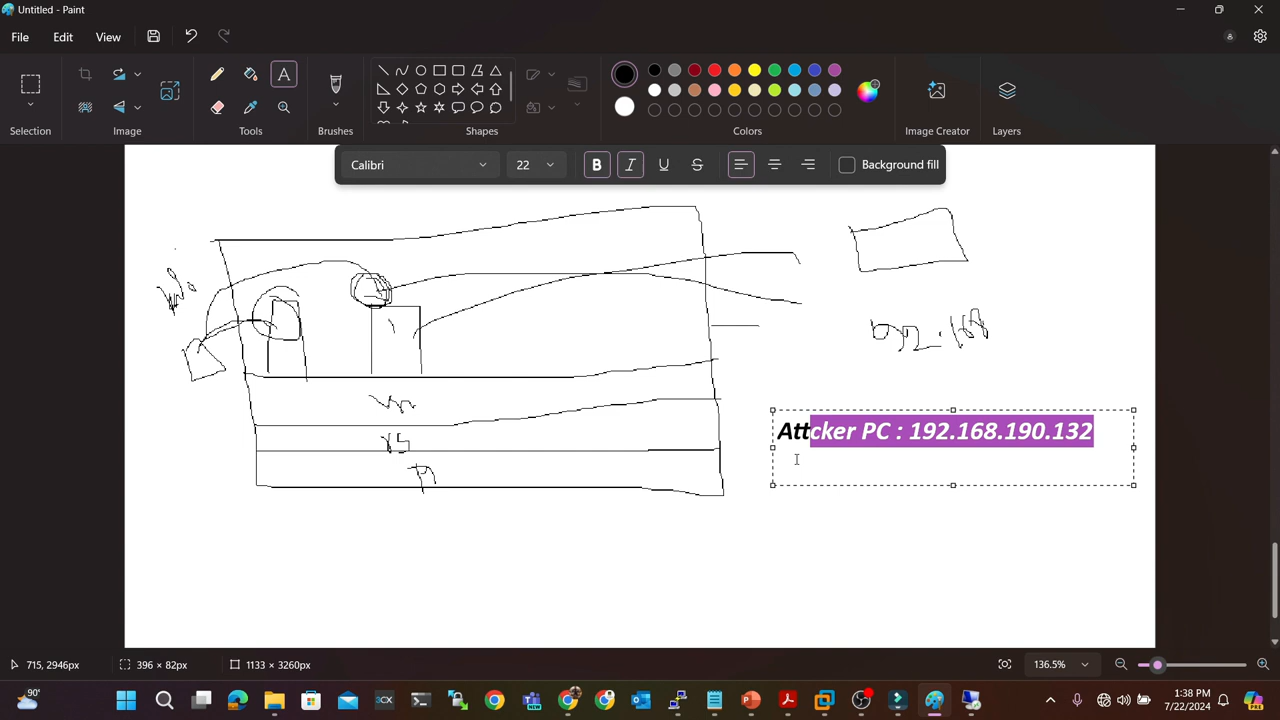 Untitled - Paint
File
Edit
View
Selection
Image
Tools
Brushes
Shapes
Colors
Image Creator
Layers
Calibri
22
B
I
U
S
Background fill
192.168
Attcker PC : 192.168.190.132
715, 2946px
396 × 82px
1133 × 3260px
136.5%
90°
1:38 PM
7/22/2024